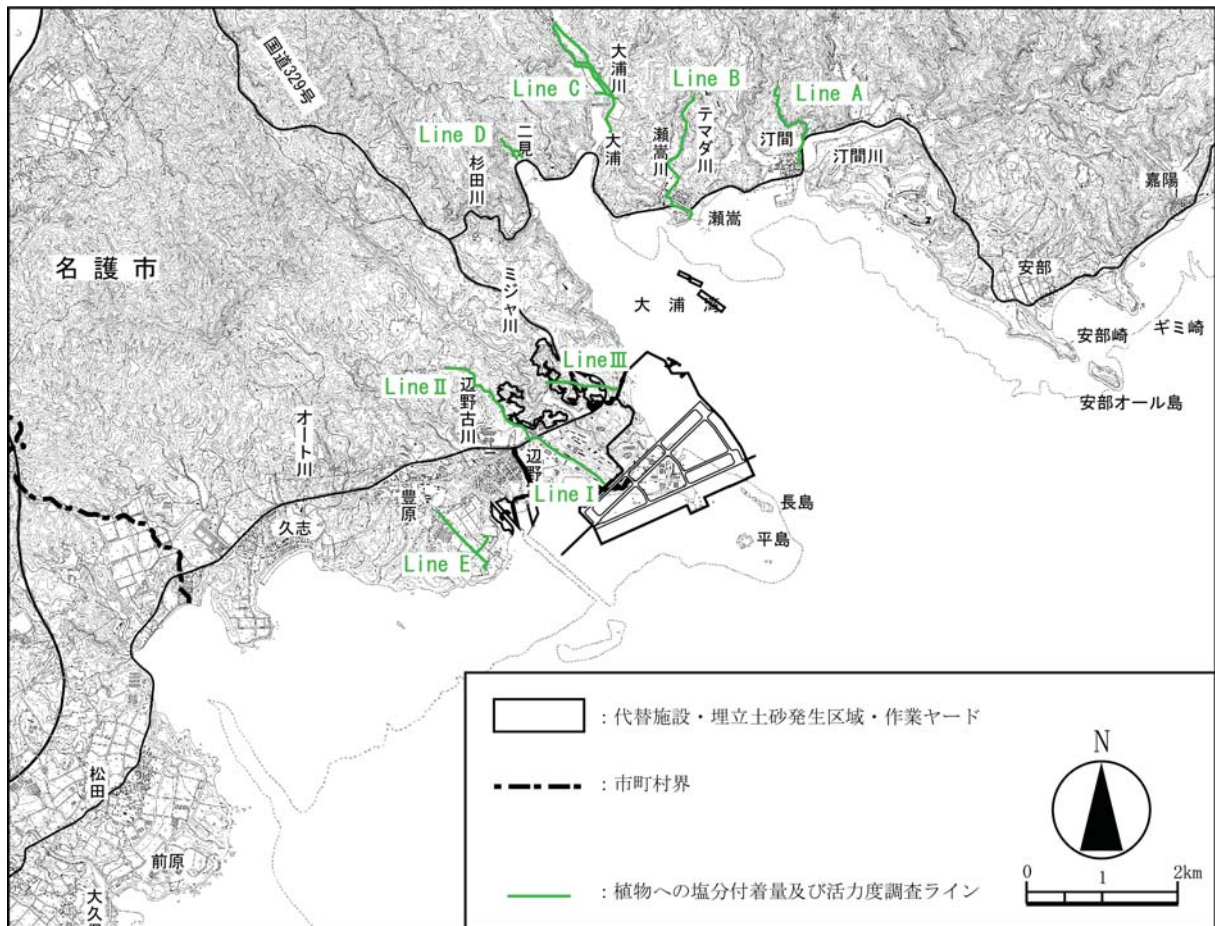 国道329号
大浦川
Line C
Line B
Line A
テマダ川
瀬嵩川
汀間
汀間川
嘉陽
Line D
二見
杉田川
大浦
瀬嵩
安部
名護市
ミジャ川
大浦湾
安部崎
ギミ崎
安部オール島
LineⅢ
LineⅡ
辺野古川
オート川
辺野
LineⅠ
豊原
久志
長島
平島
Line E
松田
前原
大久
:代替施設・埋立土砂発生区域・作業ヤード
:市町村界
:植物への塩分付着量及び活力度調査ライン
N
0 1 2km